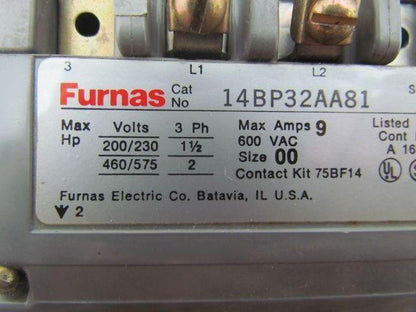 3 L1 L2 S
Furnas Cat No 14BP32AA81
Max Hp Volts 3 Ph
200/230 1½
460/575 2
Max Amps 9
600 VAC
Size 00
Contact Kit 75BF14
Listed
Cont
A 16
UL
Furnas Electric Co. Batavia, IL U.S.A.
2